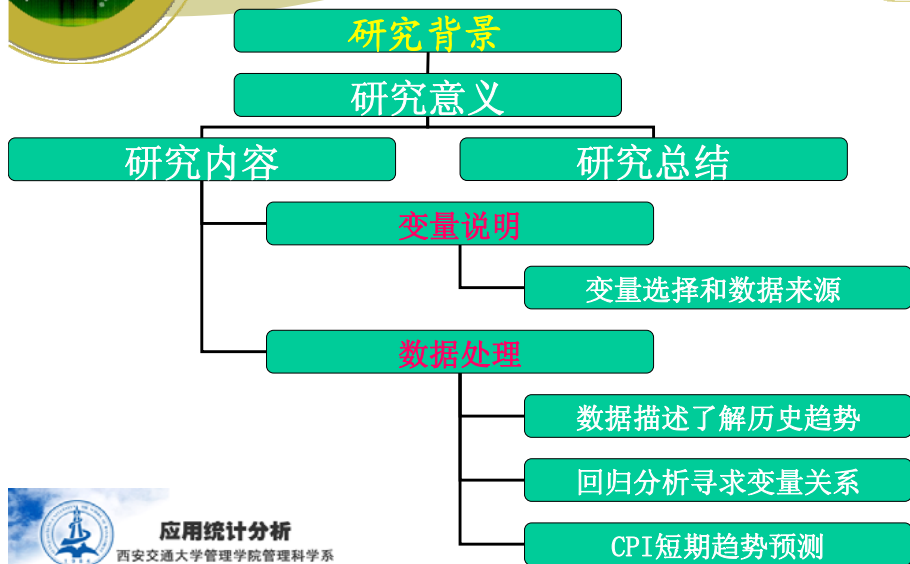 研究背景
研究意义
研究内容
研究总结
变量说明
变量选择和数据来源
数据处理
数据描述了解历史趋势
回归分析寻求变量关系
CPI短期趋势预测
应用统计分析
西安交通大学管理学院管理科学系